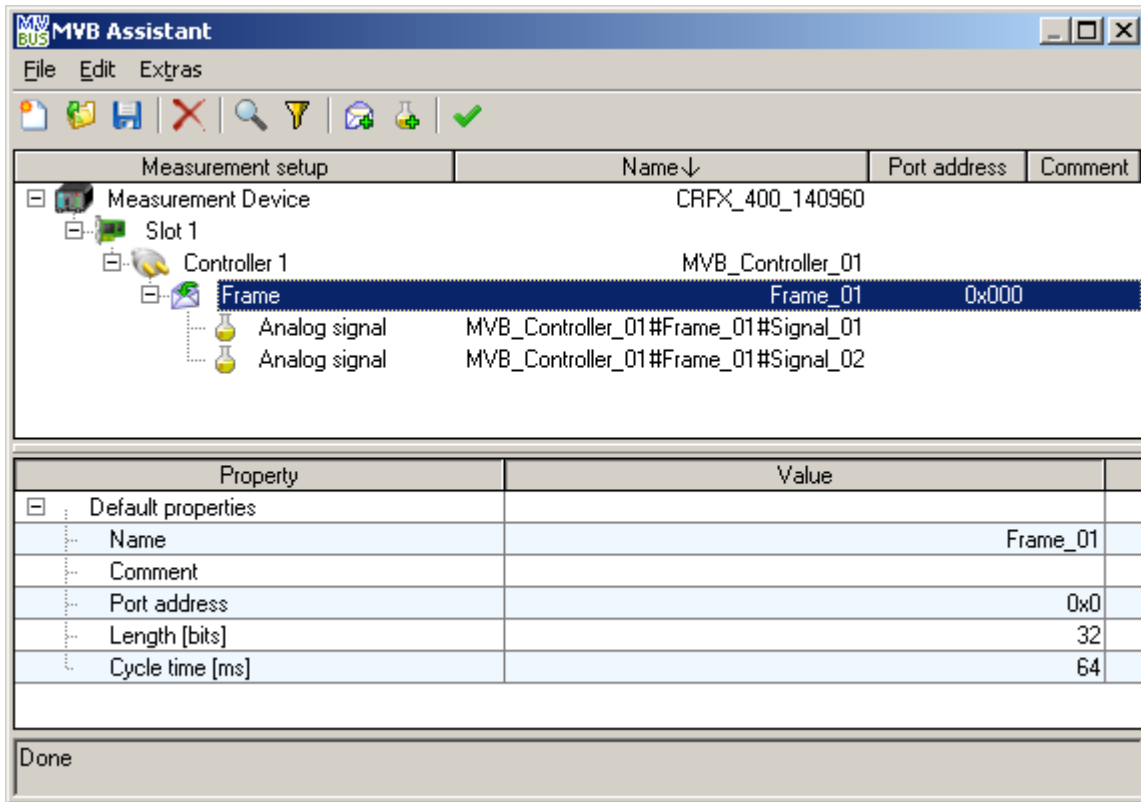 MV BUS MVB Assistant
File Edit Extras
Measurement setup Name Port address Comment
Measurement Device CRFX_400_140960
Slot 1
Controller 1 MVB_Controller_01
Frame Frame_01 0x000
Analog signal MVB_Controller_01#Frame_01#Signal_01
Analog signal MVB_Controller_01#Frame_01#Signal_02
Property Value
Default properties
Name Frame_01
Comment
Port address 0x0
Length [bits] 32
Cycle time [ms] 64
Done